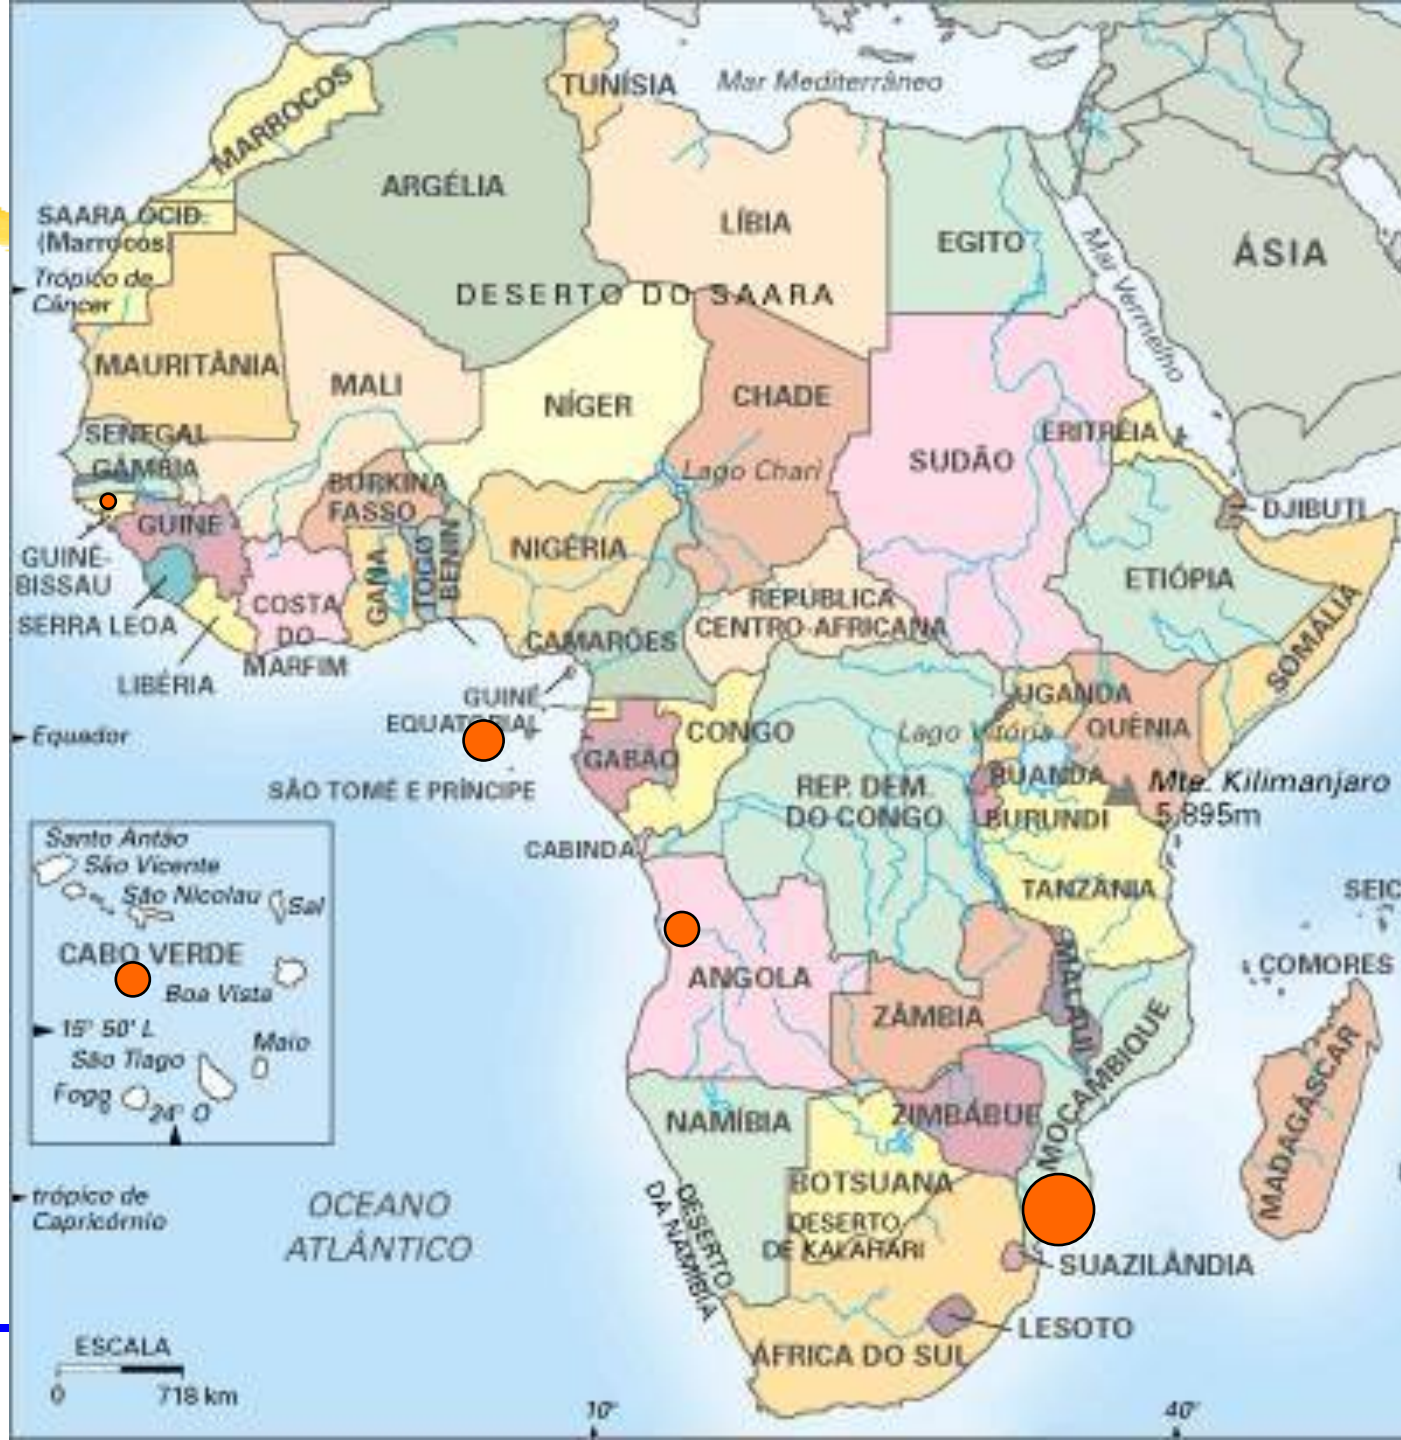 TUNÍSIA
Mar Mediterrâneo
MARROCOS
ARGÉLIA
LÍBIA
EGITO
ÁSIA
SAARA OCID.
(Marrocos)
Trópico de
Câncer
Mar Vermelho
DESERTO DO SAARA
MAURITÂNIA
MALI
NÍGER
CHADE
SUDÃO
ERITRÉIA
SENEGAL
GÂMBIA
Lago Chari
BURKINA
FASSO
GUINÉ
DJIBUTI
GUINÉ-
BISSAU
NIGÉRIA
ETIÓPIA
GANA
TOGO
BENIN
COSTA
DO
MARFIM
SERRA LEOA
REPÚBLICA
CENTRO-AFRICANA
CAMARÕES
SOMÁLIA
LIBÉRIA
GUINÉ
EQUATORIAL
UGANDA
QUÊNIA
Equador
CONGO
Lago Vitória
GABÃO
RUANDA
Mte. Kilimanjaro
5.895m
SÃO TOMÉ E PRÍNCIPE
REP. DEM.
DO CONGO
BURUNDI
CABINDA
TANZÂNIA
SEIC
Santo Antão
São Vicente
São Nicolau
Sal
CABO VERDE
Boa Vista
15° 50' L
Maio
São Tiago
Fogo
24° O
ANGOLA
MALAUI
COMORES
ZÂMBIA
MOÇAMBIQUE
MADAGÁSCAR
NAMÍBIA
ZIMBÁBUE
BOTSUANA
DESERTO
DA NAMÍBIA
DESERTO
DE KALAHARI
trópico de
Capricórnio
OCEANO
ATLÂNTICO
SUAZILÂNDIA
LESOTO
ÁFRICA DO SUL
ESCALA
0 718 km
10° 40°